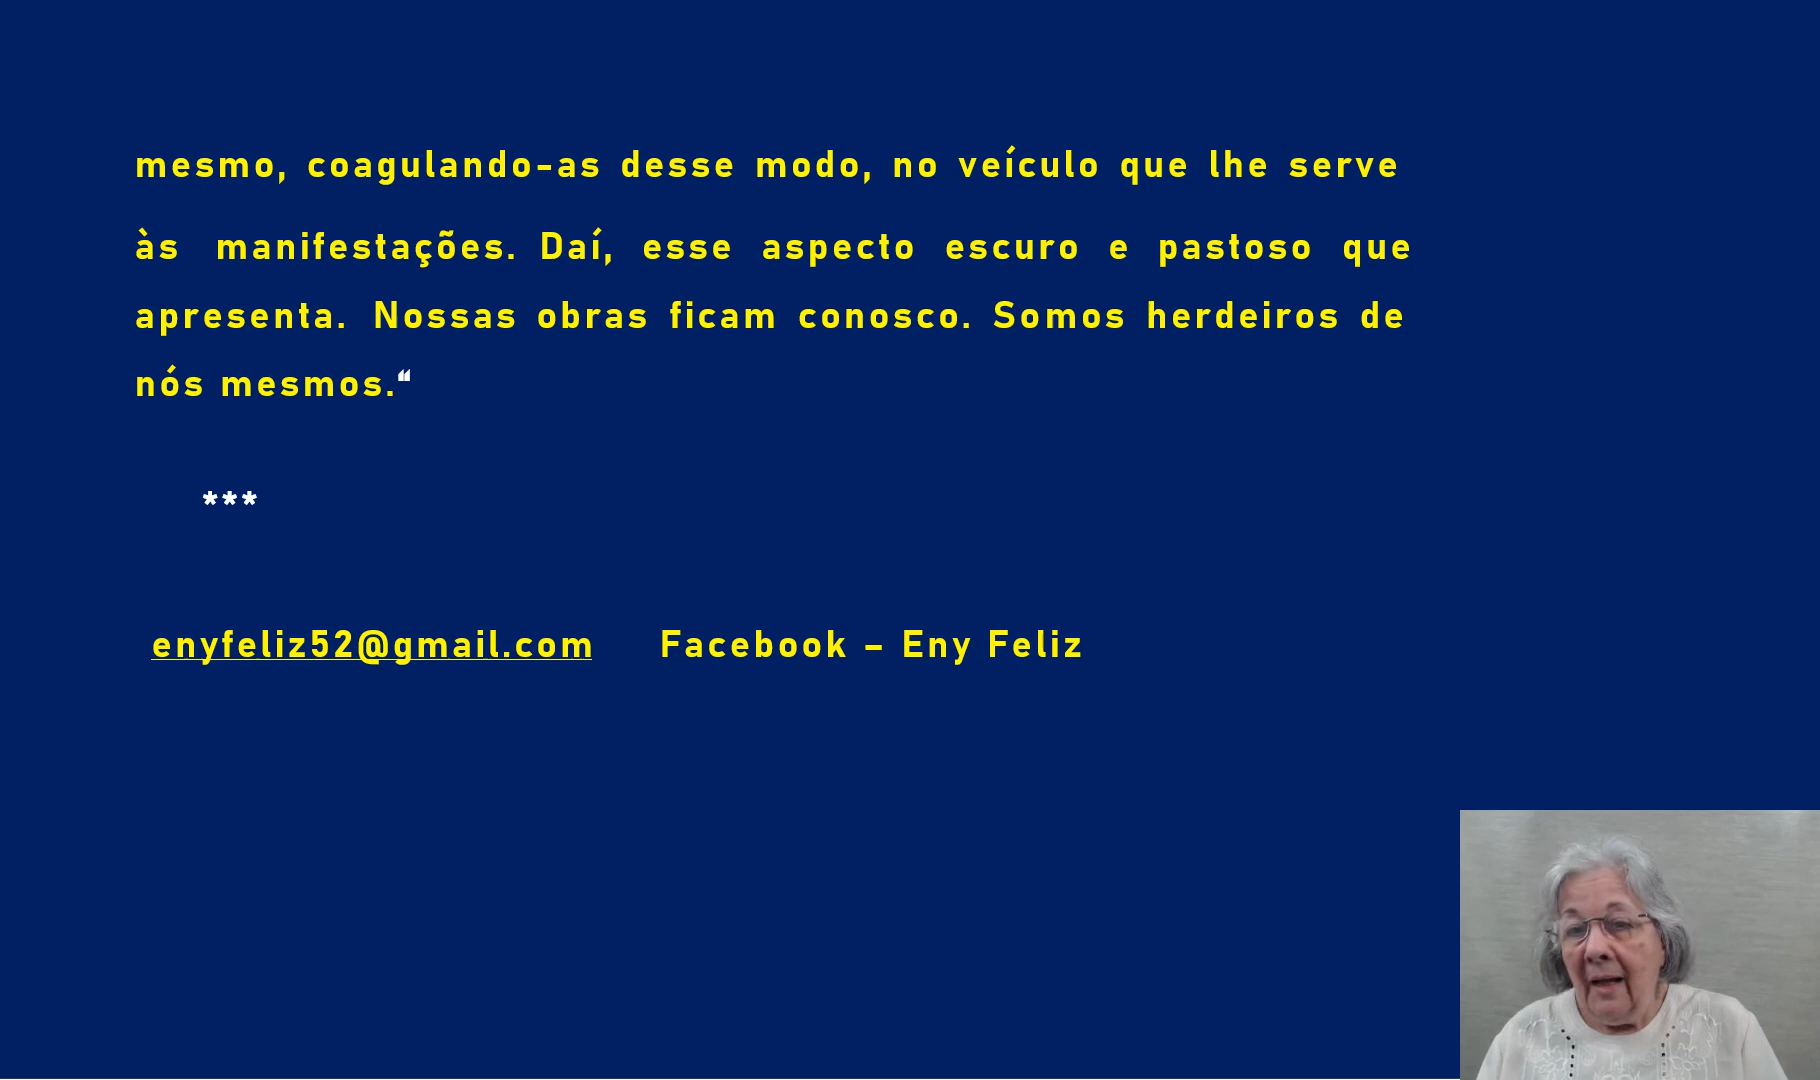 mesmo, coagulando-as desse modo, no veículo que lhe serve
às manifestações. Daí, esse aspecto escuro e pastoso que
apresenta. Nossas obras ficam conosco. Somos herdeiros de
nós mesmos.“
***
enyfeliz52@gmail.com Facebook – Eny Feliz